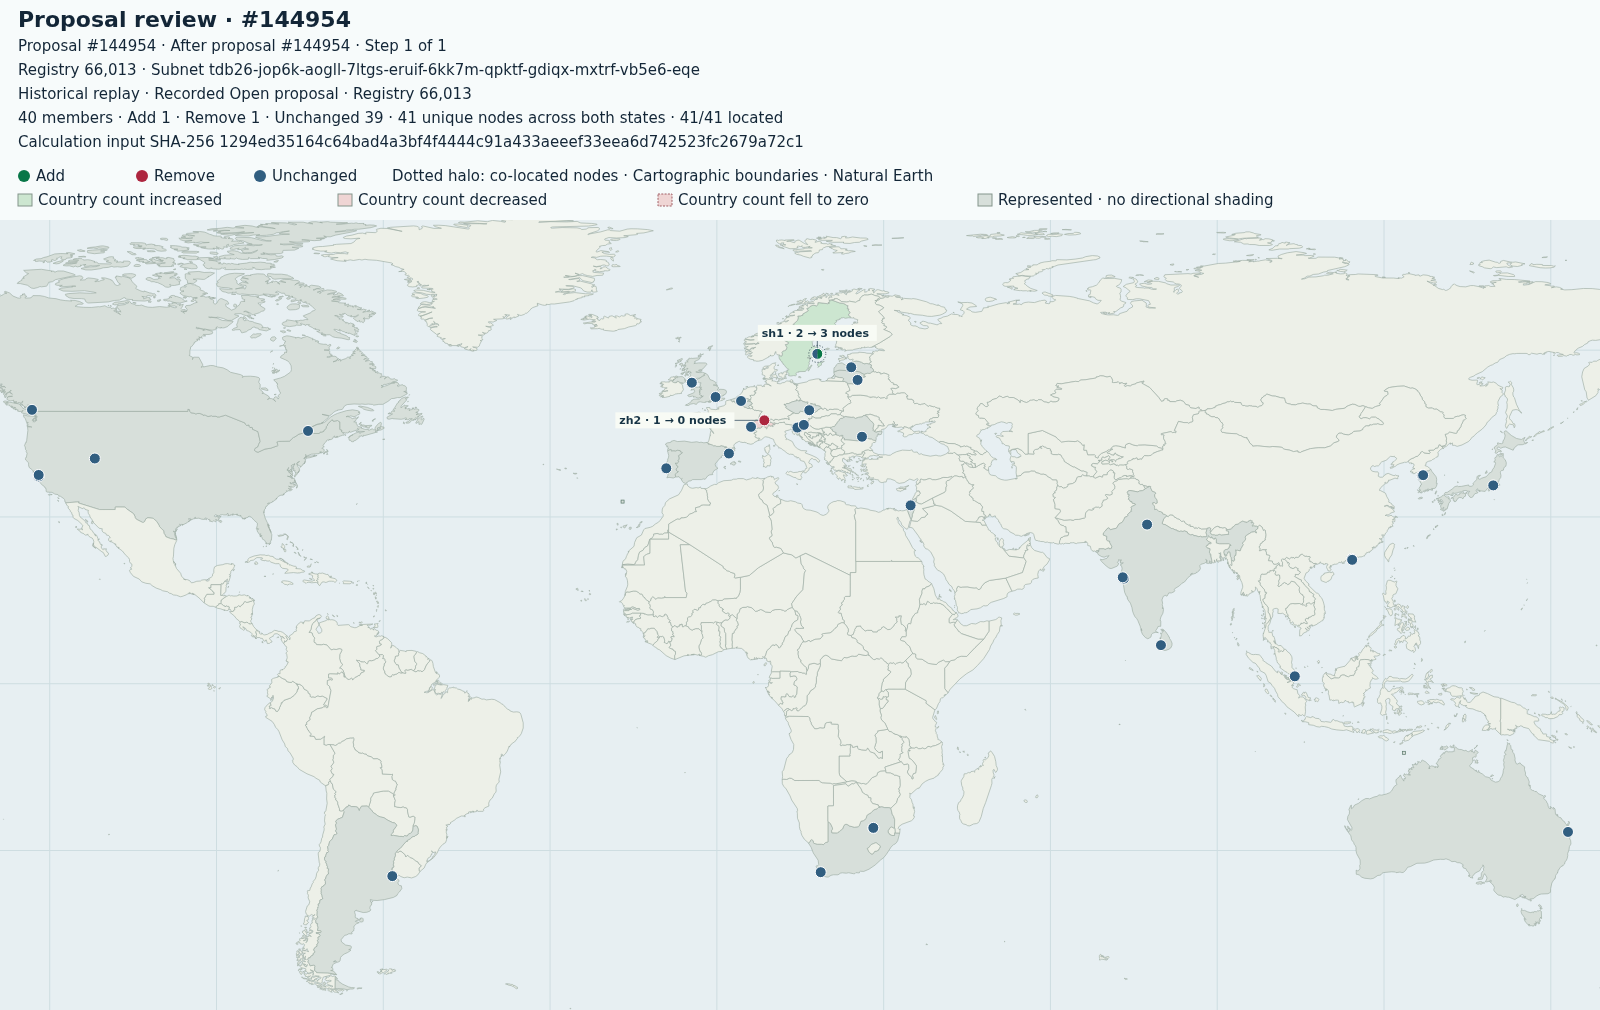 Proposal review · #144954
Proposal #144954 · After proposal #144954 · Step 1 of 1
Registry 66,013 · Subnet tdb26-jop6k-aogll-7ltgs-eruif-6kk7m-qpktf-gdiqx-mxtrf-vb5e6-eqe
Historical replay · Recorded Open proposal · Registry 66,013
40 members · Add 1 · Remove 1 · Unchanged 39 · 41 unique nodes across both states · 41/41 located
Calculation input SHA-256 1294ed35164c64bad4a3bf4f4444c91a433aeeef33eea6d742523fc2679a72c1
Add Remove Unchanged Dotted halo: co-located nodes · Cartographic boundaries · Natural Earth
Country count increased Country count decreased Country count fell to zero Represented · no directional shading
sh1 · 2 → 3 nodes
zh2 · 1 → 0 nodes